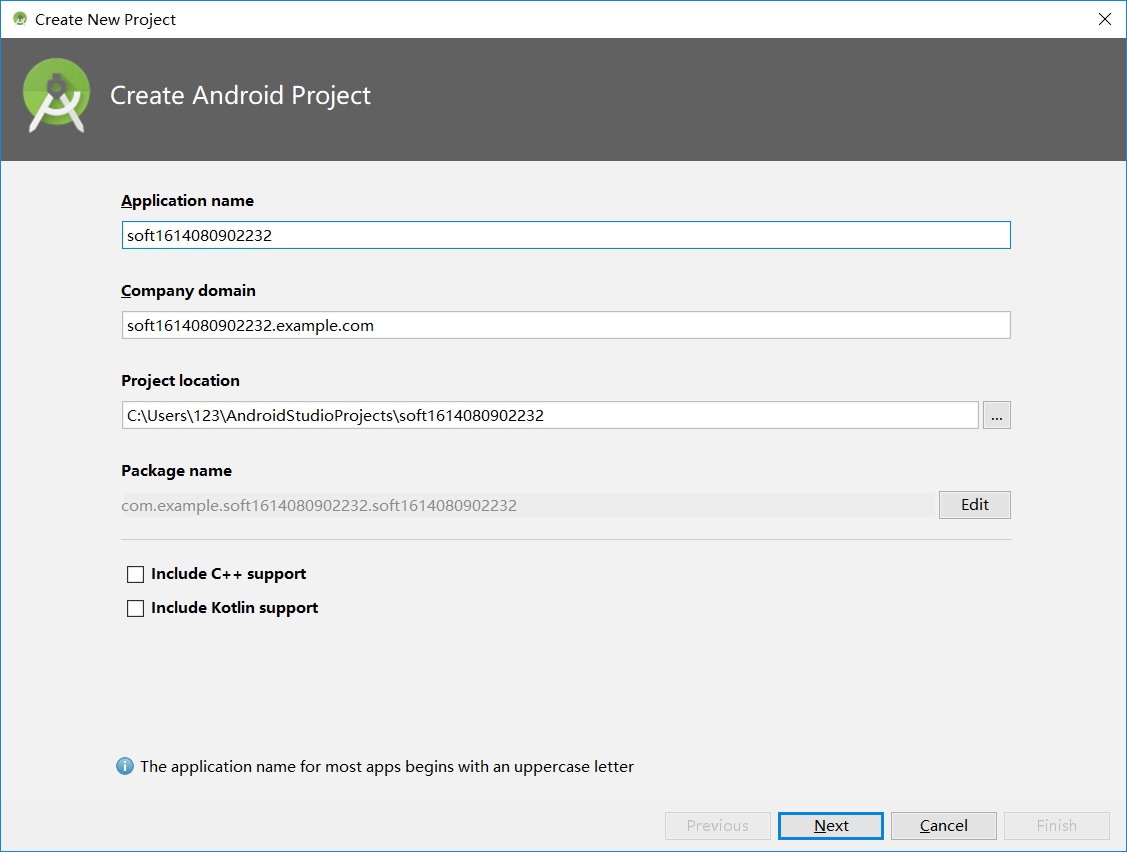 Create New Project
Create Android Project
Application name
soft1614080902232
Company domain
soft1614080902232.example.com
Project location
C:\Users\123\AndroidStudioProjects\soft1614080902232
...
Package name
com.example.soft1614080902232.soft1614080902232
Edit
Include C++ support
Include Kotlin support
The application name for most apps begins with an uppercase letter
Previous Next Cancel Finish